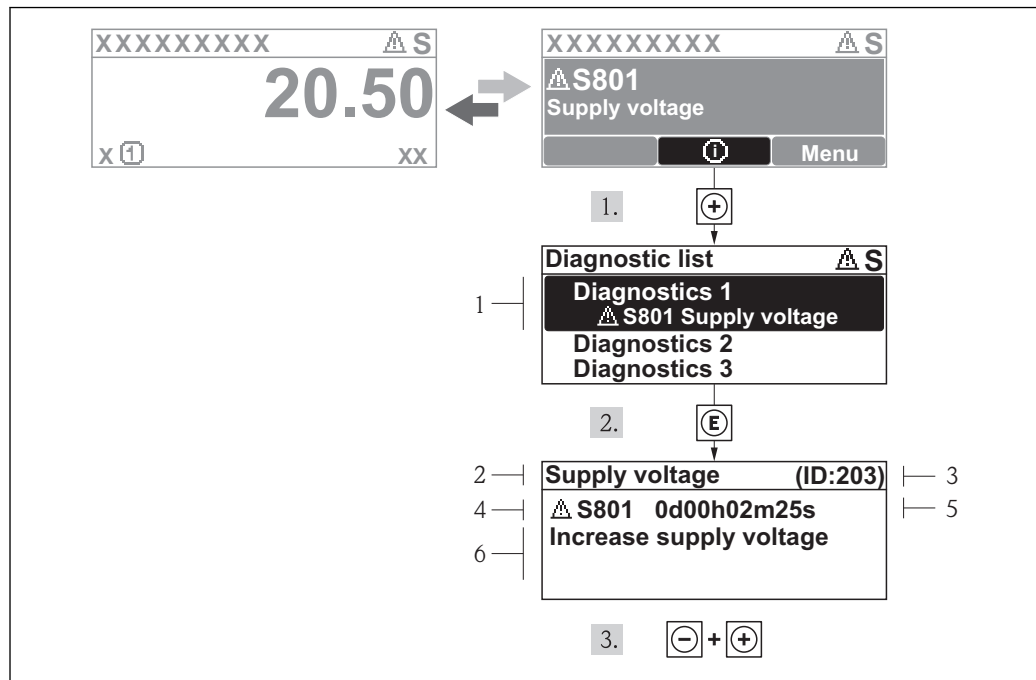 XXXXXXXXX ⚠ S
20.50
X ① XX
XXXXXXXXX ⚠ S
⚠ S801
Supply voltage
ⓘ Menu
1. +
Diagnostic list ⚠ S
1
Diagnostics 1
⚠ S801 Supply voltage
Diagnostics 2
Diagnostics 3
2. E
2 Supply voltage (ID:203) 3
4 ⚠ S801 0d00h02m25s 5
6 Increase supply voltage
3. - + +